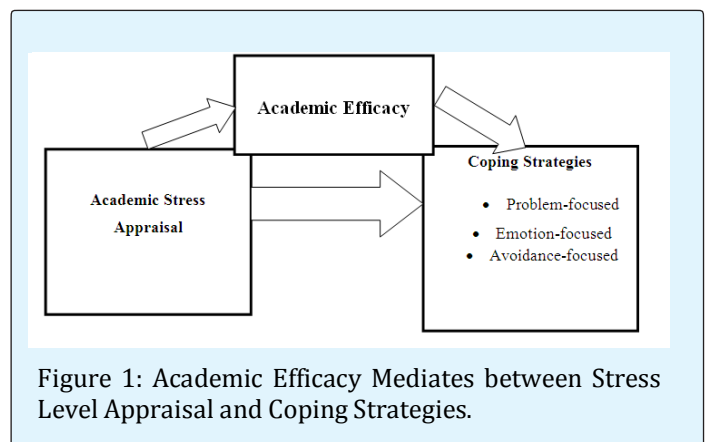 Academic Efficacy
Academic Stress
Appraisal
Coping Strategies
• Problem-focused
• Emotion-focused
• Avoidance-focused
Figure 1: Academic Efficacy Mediates between Stress
Level Appraisal and Coping Strategies.